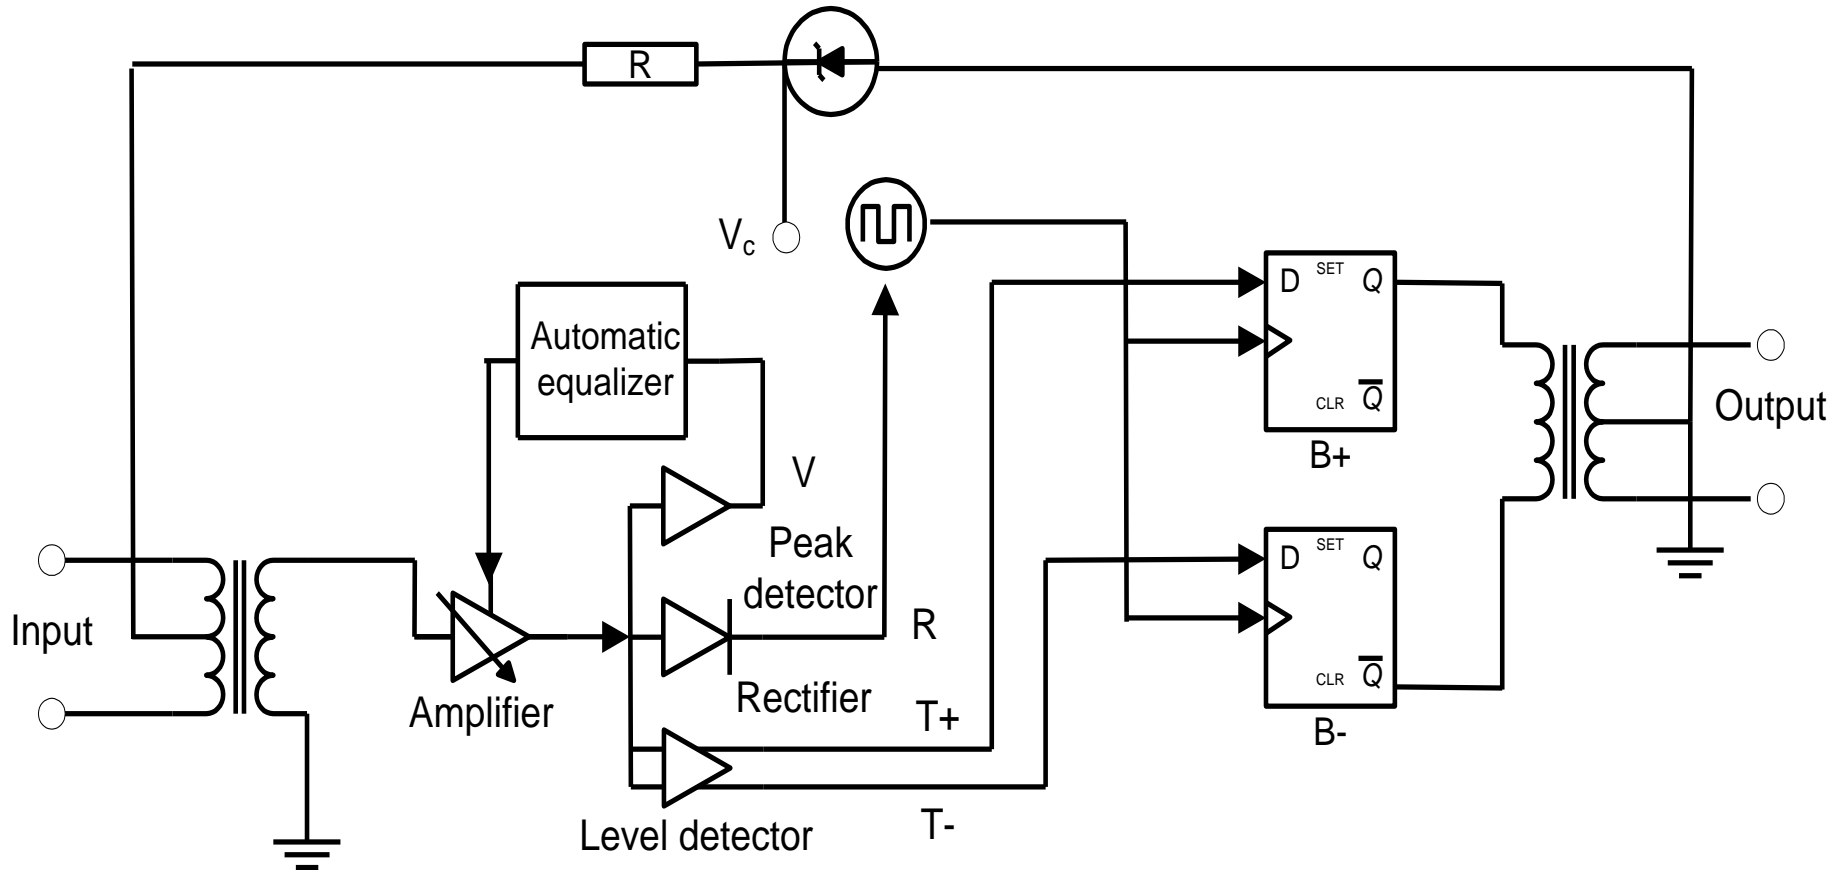 R
Vc
Automatic
equalizer
V
Peak
detector
R
Rectifier
T+
T-
Level detector
Amplifier
Input
D SET Q
CLR Q̅
B+
D SET Q
CLR Q̅
B-
Output